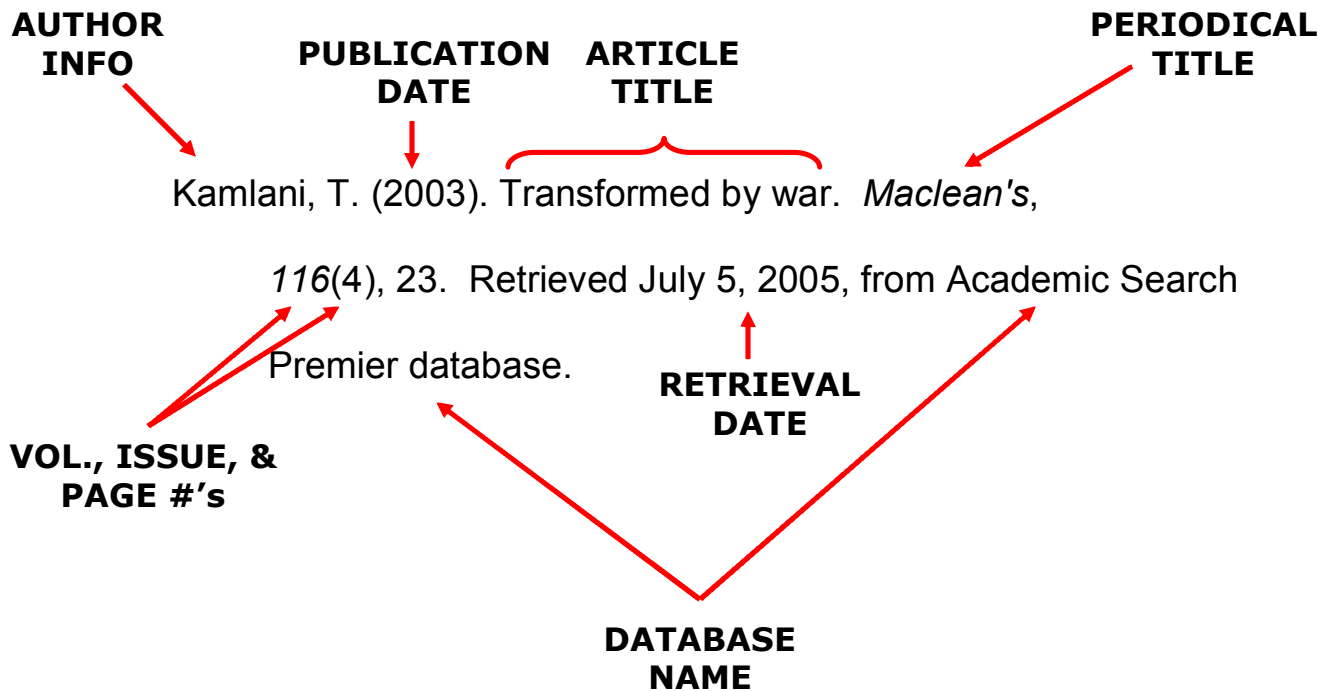 AUTHOR
INFO
PUBLICATION
DATE
ARTICLE
TITLE
PERIODICAL
TITLE
Kamlani, T. (2003). Transformed by war.  Maclean's,
116(4), 23.  Retrieved July 5, 2005, from Academic Search
Premier database.
RETRIEVAL
DATE
VOL., ISSUE, &
PAGE #’s
DATABASE
NAME